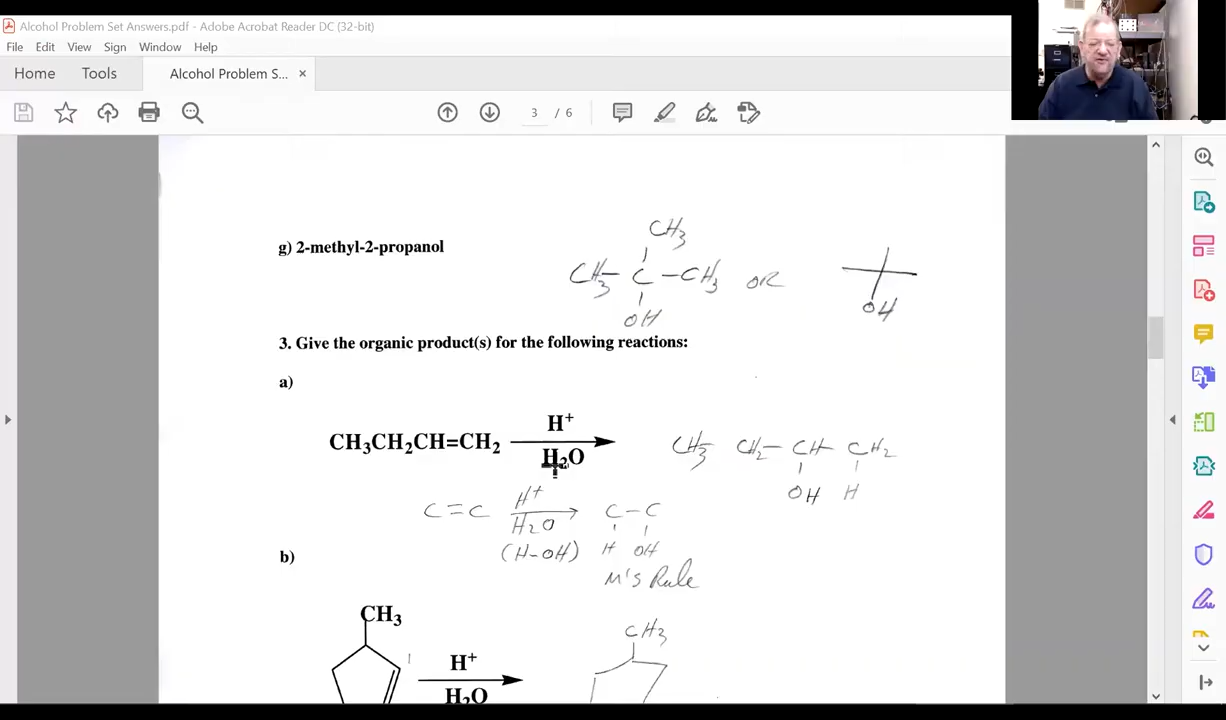 Alcohol Problem Set Answers.pdf - Adobe Acrobat Reader DC (32-bit)
File Edit View Sign Window Help
Home Tools Alcohol Problem S... ×
3 / 6
g) 2-methyl-2-propanol
CH₃
CH₃–C–CH₃ OR
OH OH
3. Give the organic product(s) for the following reactions:
a)
H⁺
CH₃CH₂CH=CH₂ CH₃ CH₂–CH–CH₂
H₂O
OH H
C=C H⁺ C–C
H₂O
(H–OH) H OH
b)
M's Rule
CH₃ CH₃
H⁺
H₂O